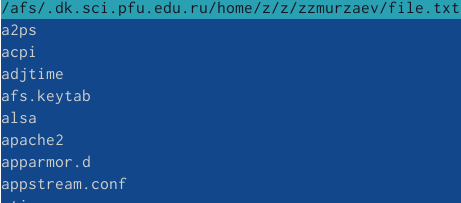 /afs/.dk.sci.pfu.edu.ru/home/z/z/zzmurzaev/file.txt
a2ps
acpi
adjtime
afs.keytab
alsa
apache2
apparmor.d
appstream.conf